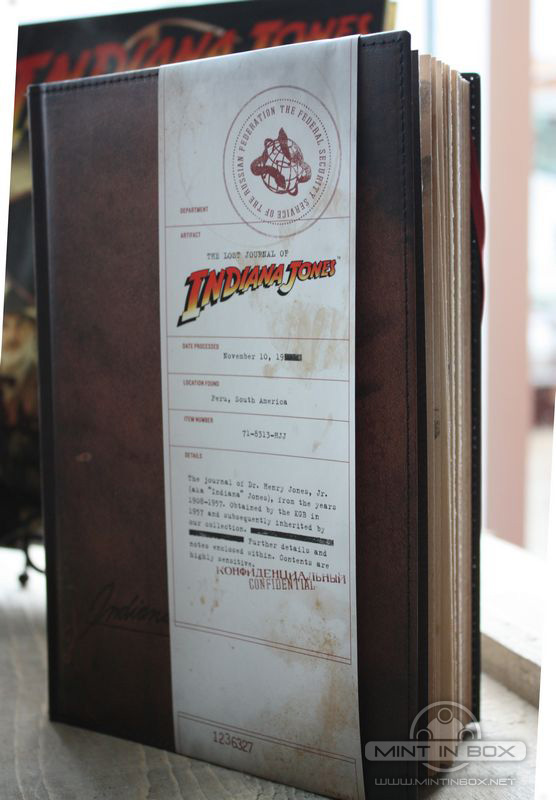 INDIANA JONES
THE FEDERAL SECURITY SERVICE OF THE RUSSIAN FEDERATION
DEPARTMENT
ARTIFACT
THE LOST JOURNAL OF
INDIANA JONES
DATE PROCESSED
November 10, 19
LOCATION FOUND
Peru, South America
ITEM NUMBER
71-8313-HJJ
DETAILS
The journal of Dr. Henry Jones, Jr.
(aka "Indiana" Jones), from the years
1908-1957. Obtained by the KGB in
1957 and subsequently inherited by
our collection.
Further details and
notes enclosed within. Contents are
highly sensitive.
КОНФИДЕНЦИАЛЬНЫЙ
CONFIDENTIAL
Indiana
1236327
MINT IN BOX
WWW.MINTINBOX.NET